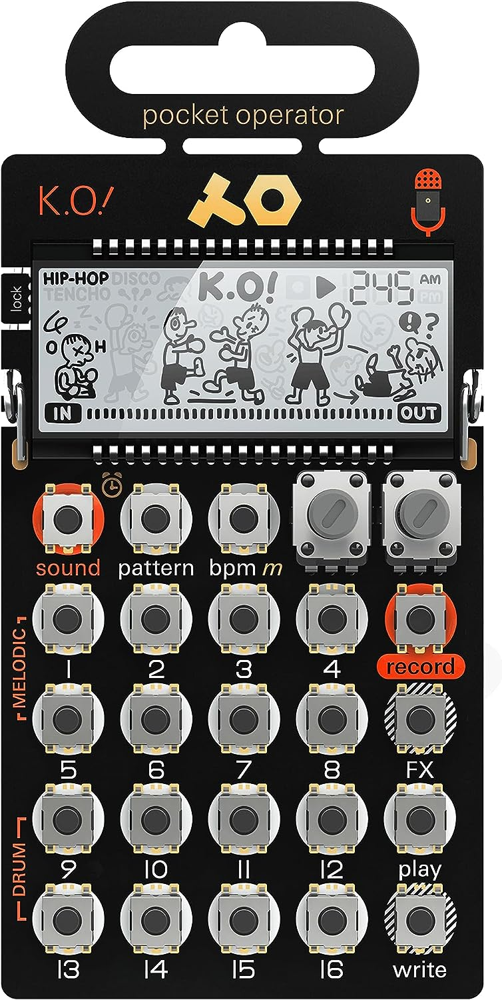 pocket operator
K.O!
lock
HIP-HOP DISCO K.O! 245 AM
TENCHO PM
z z
! ?
O H
IN OUT
sound pattern bpm m
MELODIC
1 2 3 4 record
5 6 7 8 FX
DRUM
9 10 11 12 play
13 14 15 16 write